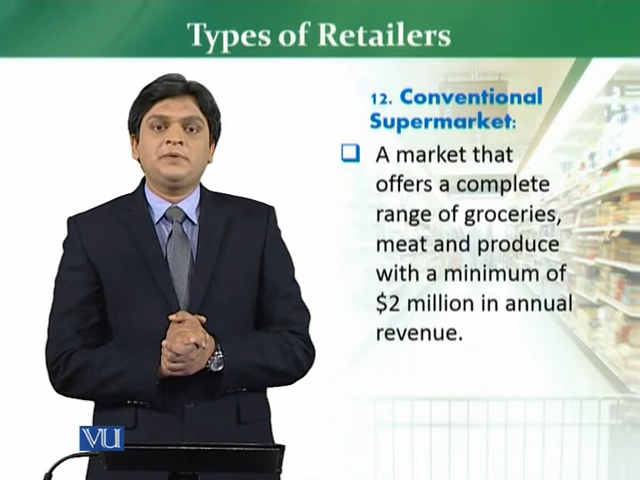 Types of Retailers
12. Conventional
Supermarket:
A market that
offers a complete
range of groceries,
meat and produce
with a minimum of
$2 million in annual
revenue.
VU